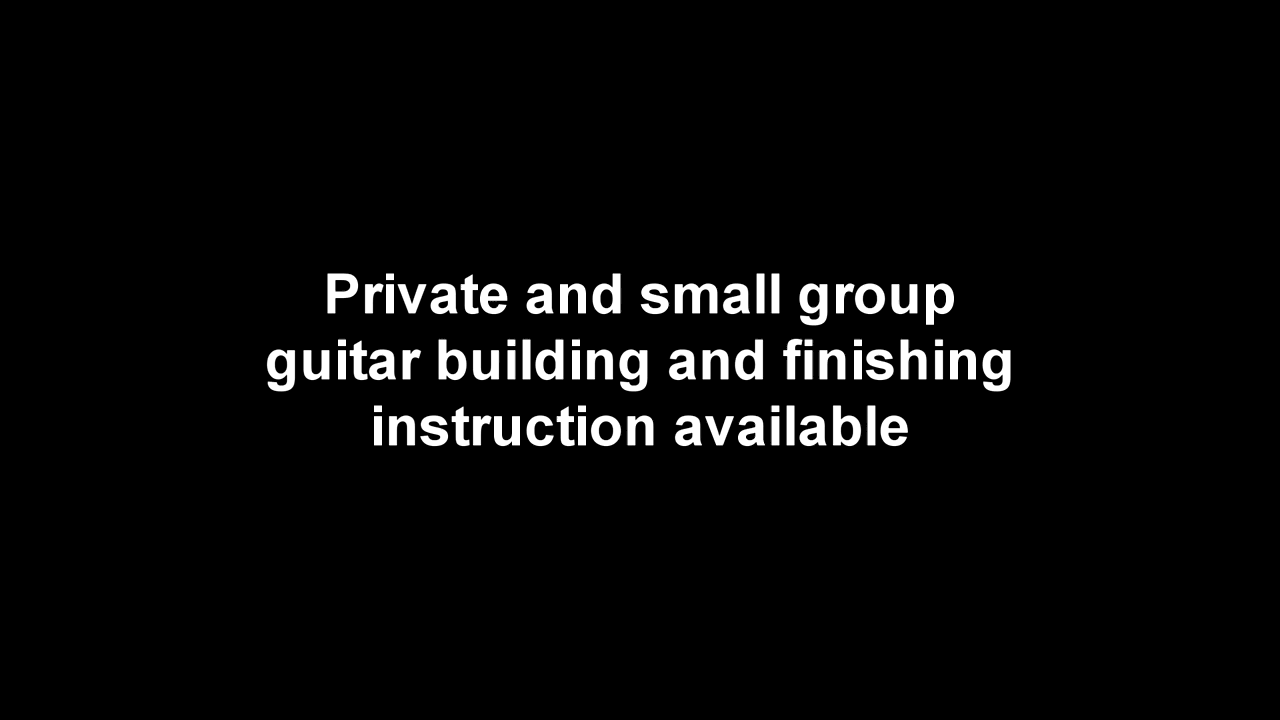 Private and small group
guitar building and finishing
instruction available